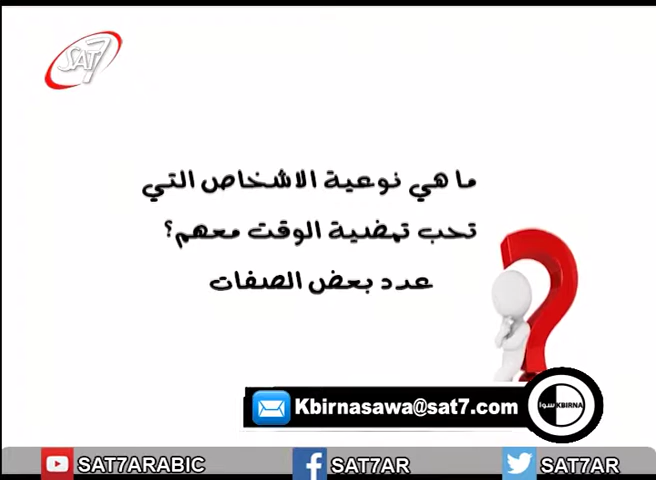 SAT7
ما هي نوعية الاشخاص التي
تحب تمضية الوقت معهم؟
عدد بعض الصفات
Kbirnasawa@sat7.com
سوا KBIRNA
SAT7ARABIC SAT7AR SAT7AR